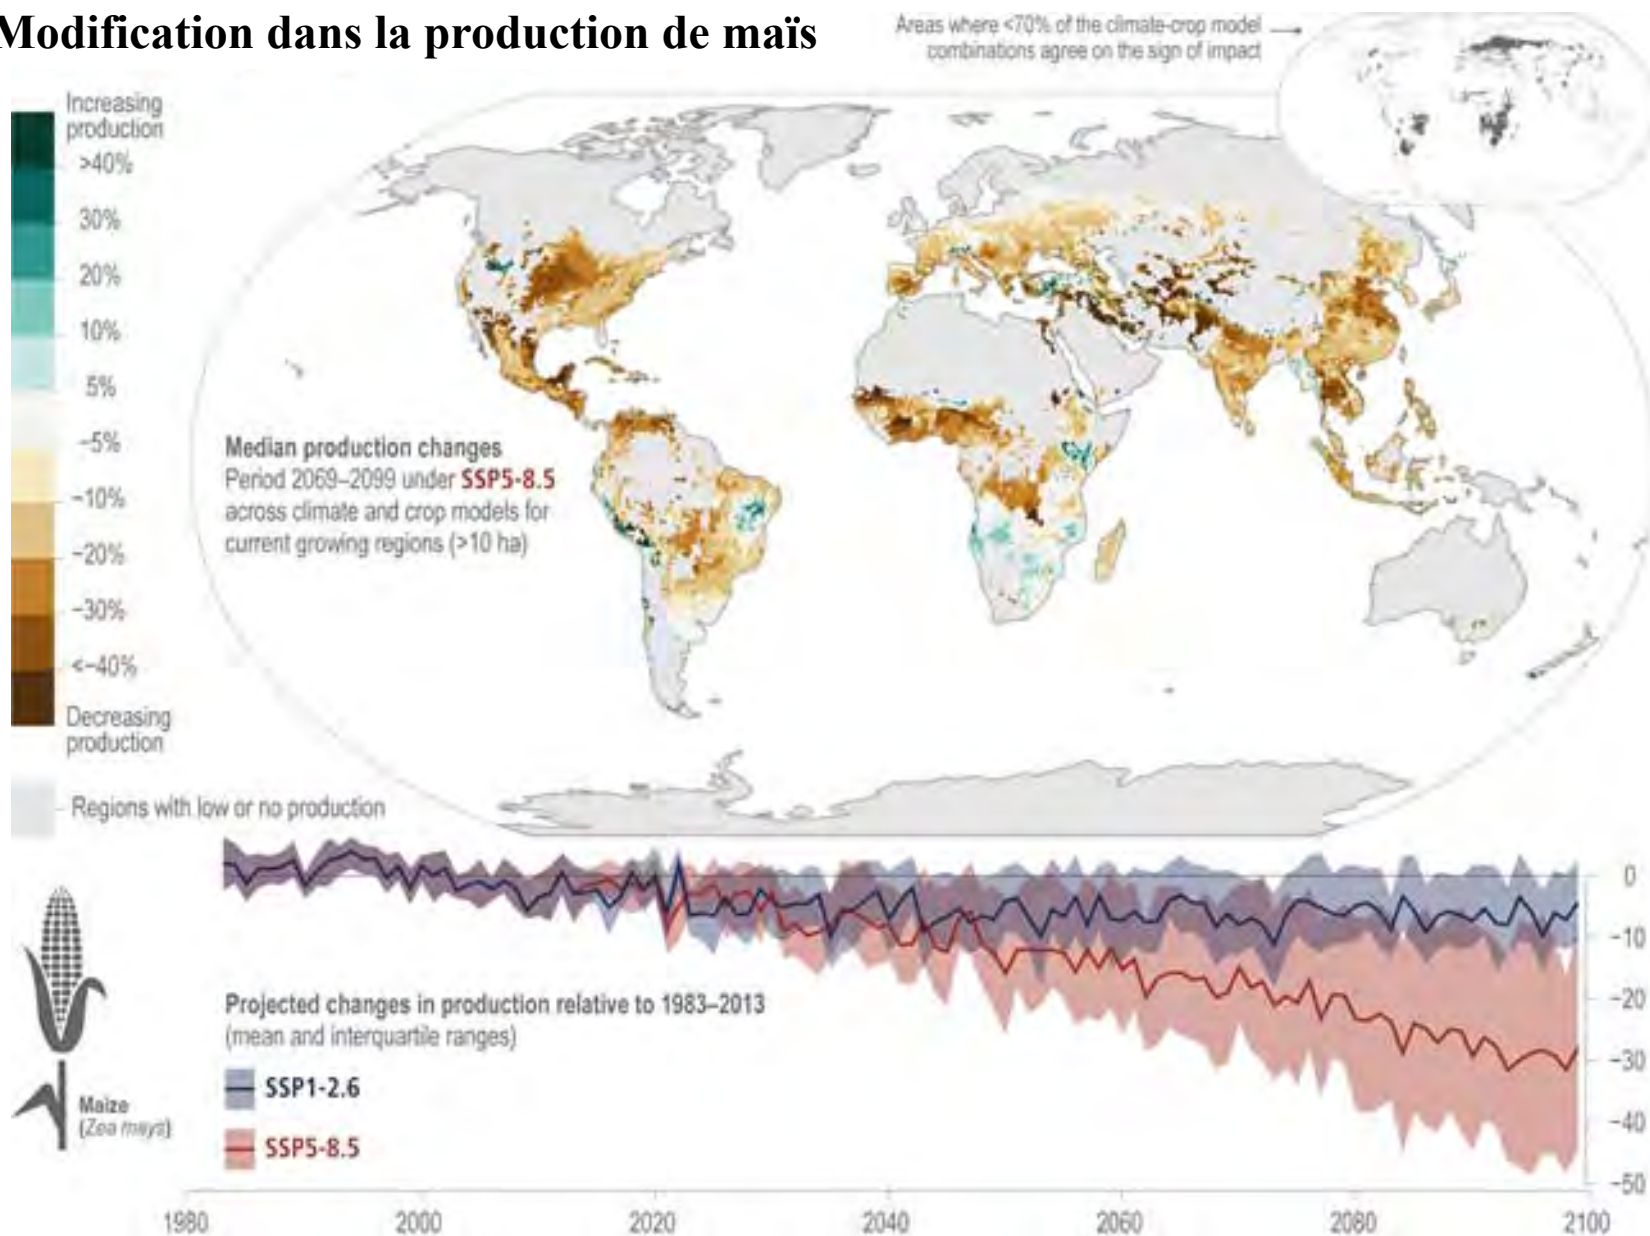 Modification dans la production de maïs
Areas where <70% of the climate-crop model
combinations agree on the sign of impact
Increasing
production
>40%
30%
20%
10%
5%
−5%
−10%
−20%
−30%
<−40%
Decreasing
production
Regions with low or no production
Median production changes
Period 2069–2099 under SSP5-8.5
across climate and crop models for
current growing regions (>10 ha)
Projected changes in production relative to 1983–2013
(mean and interquartile ranges)
SSP1-2.6
SSP5-8.5
Maize
(Zea mays)
0
−10
−20
−30
−40
−50
1980
2000
2020
2040
2060
2080
2100